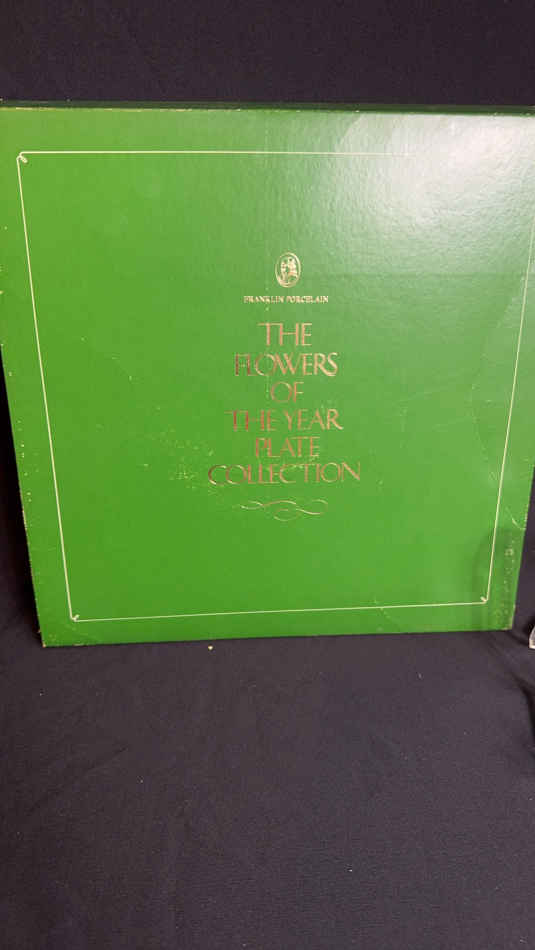 FRANKLIN PORCELAIN
THE
FLOWERS
OF
THE YEAR
PLATE
COLLECTION